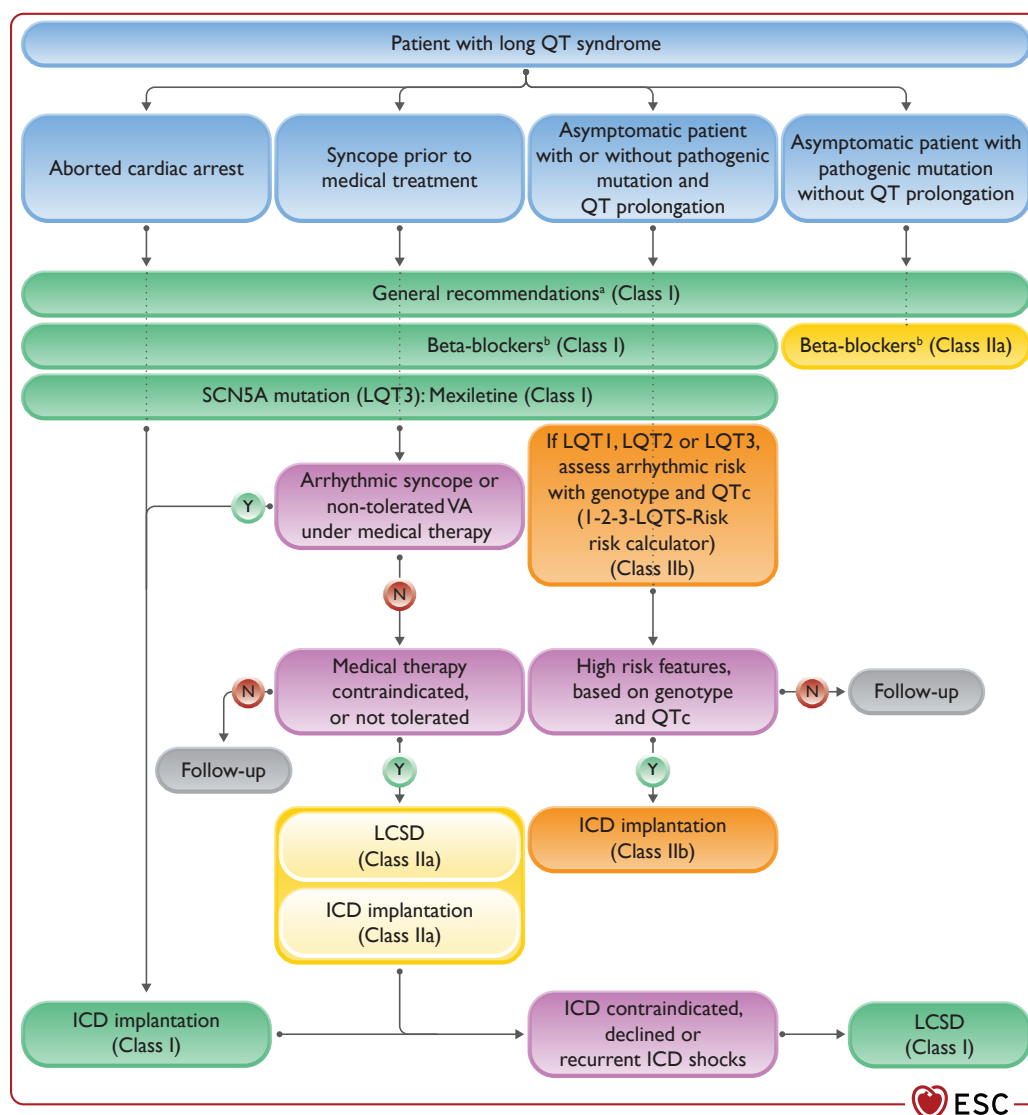 Patient with long QT syndrome
Aborted cardiac arrest
Syncope prior to
medical treatment
Asymptomatic patient
with or without pathogenic
mutation and
QT prolongation
Asymptomatic patient with
pathogenic mutation
without QT prolongation
General recommendationsᵃ (Class I)
Beta-blockersᵇ (Class I)
Beta-blockersᵇ (Class IIa)
SCN5A mutation (LQT3): Mexiletine (Class I)
If LQT1, LQT2 or LQT3,
assess arrhythmic risk
with genotype and QTc
(1-2-3-LQTS-Risk
risk calculator)
(Class IIb)
Y
Arrhythmic syncope or
non-tolerated VA
under medical therapy
N
Y
N
Medical therapy
contraindicated,
or not tolerated
High risk features,
based on genotype
and QTc
N
Follow-up
Follow-up
Y
Y
LCSD
(Class IIa)
ICD implantation
(Class IIa)
ICD implantation
(Class IIb)
ICD implantation
(Class I)
ICD contraindicated,
declined or
recurrent ICD shocks
LCSD
(Class I)
ESC